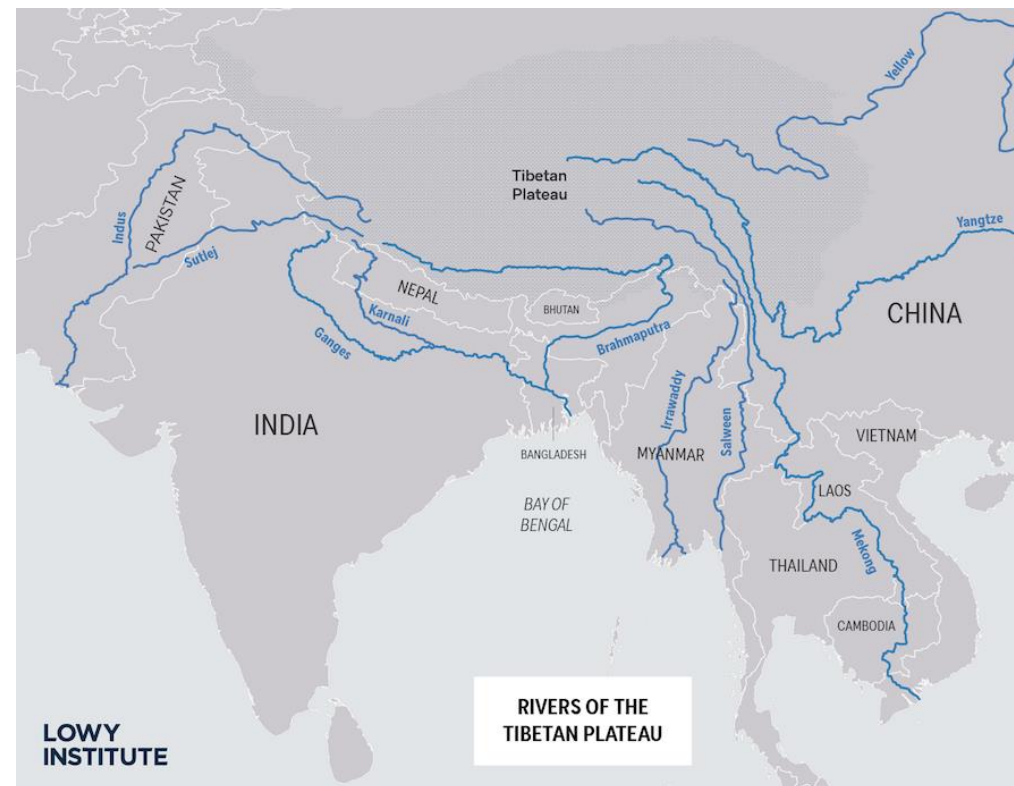 Yellow
Tibetan
Plateau
Indus
PAKISTAN
Sutlej
Yangtze
NEPAL
BHUTAN
CHINA
Karnali
Ganges
Brahmaputra
Irrawaddy
INDIA
Salween
VIETNAM
BANGLADESH
MYANMAR
LAOS
BAY OF
BENGAL
Mekong
THAILAND
CAMBODIA
RIVERS OF THE
TIBETAN PLATEAU
LOWY
INSTITUTE